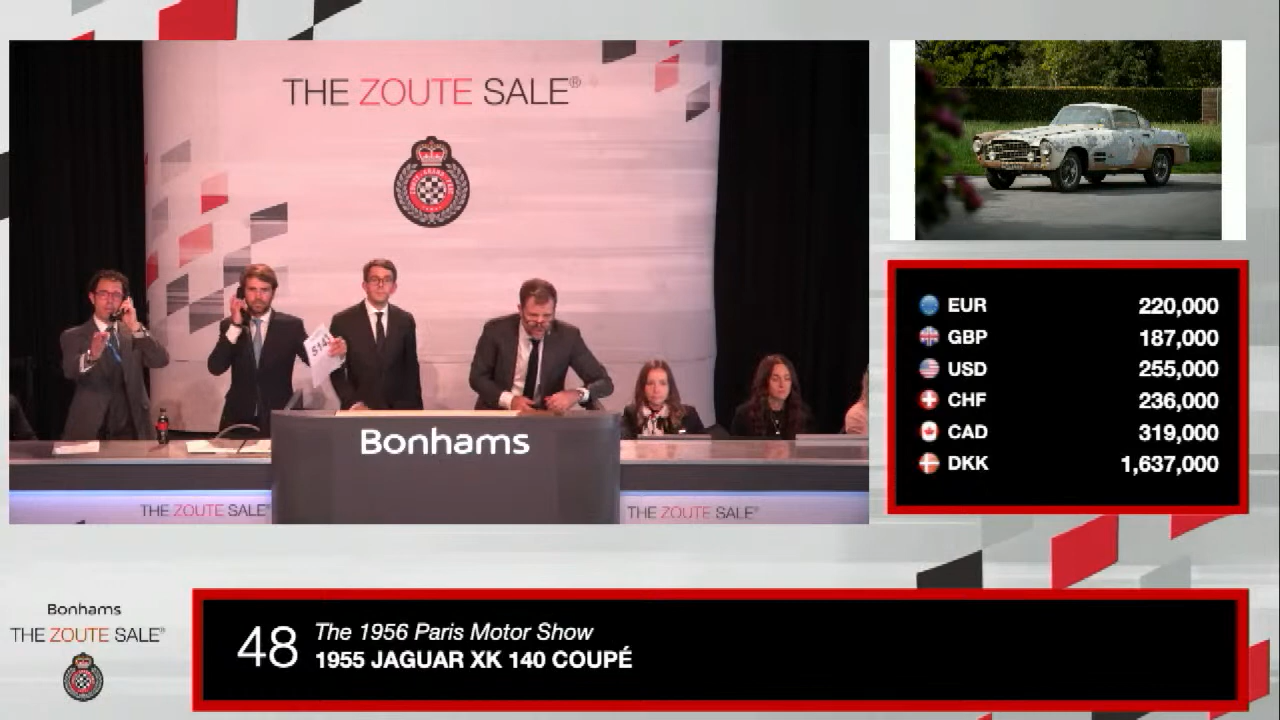 THE ZOUTE SALE®
Bonhams
THE ZOUTE SALE®
THE ZOUTE SALE®
EUR 220,000
GBP 187,000
USD 255,000
CHF 236,000
CAD 319,000
DKK 1,637,000
Bonhams
THE ZOUTE SALE®
48
The 1956 Paris Motor Show
1955 JAGUAR XK 140 COUPÉ